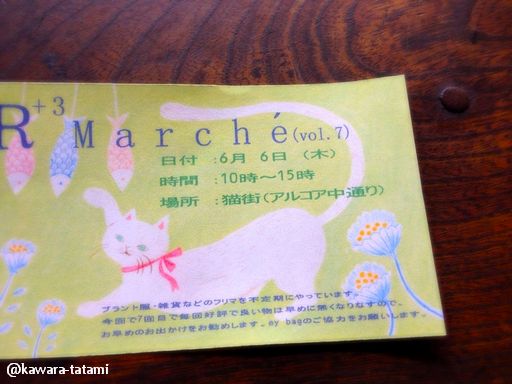 R+3 Marché(vol.7)
日付 :6月 6日 (木)
時間 :10時～15時
場所 :猫街(アルコア中通り)
ブラント服・雑貨などのフリマを不定期にやっています。
今回で7回目で毎回好評で良い物は早めに無くなりなすので、
お早めのお出かけをお勧めします。my bagのご協力をお願いします。
@kawara-tatami